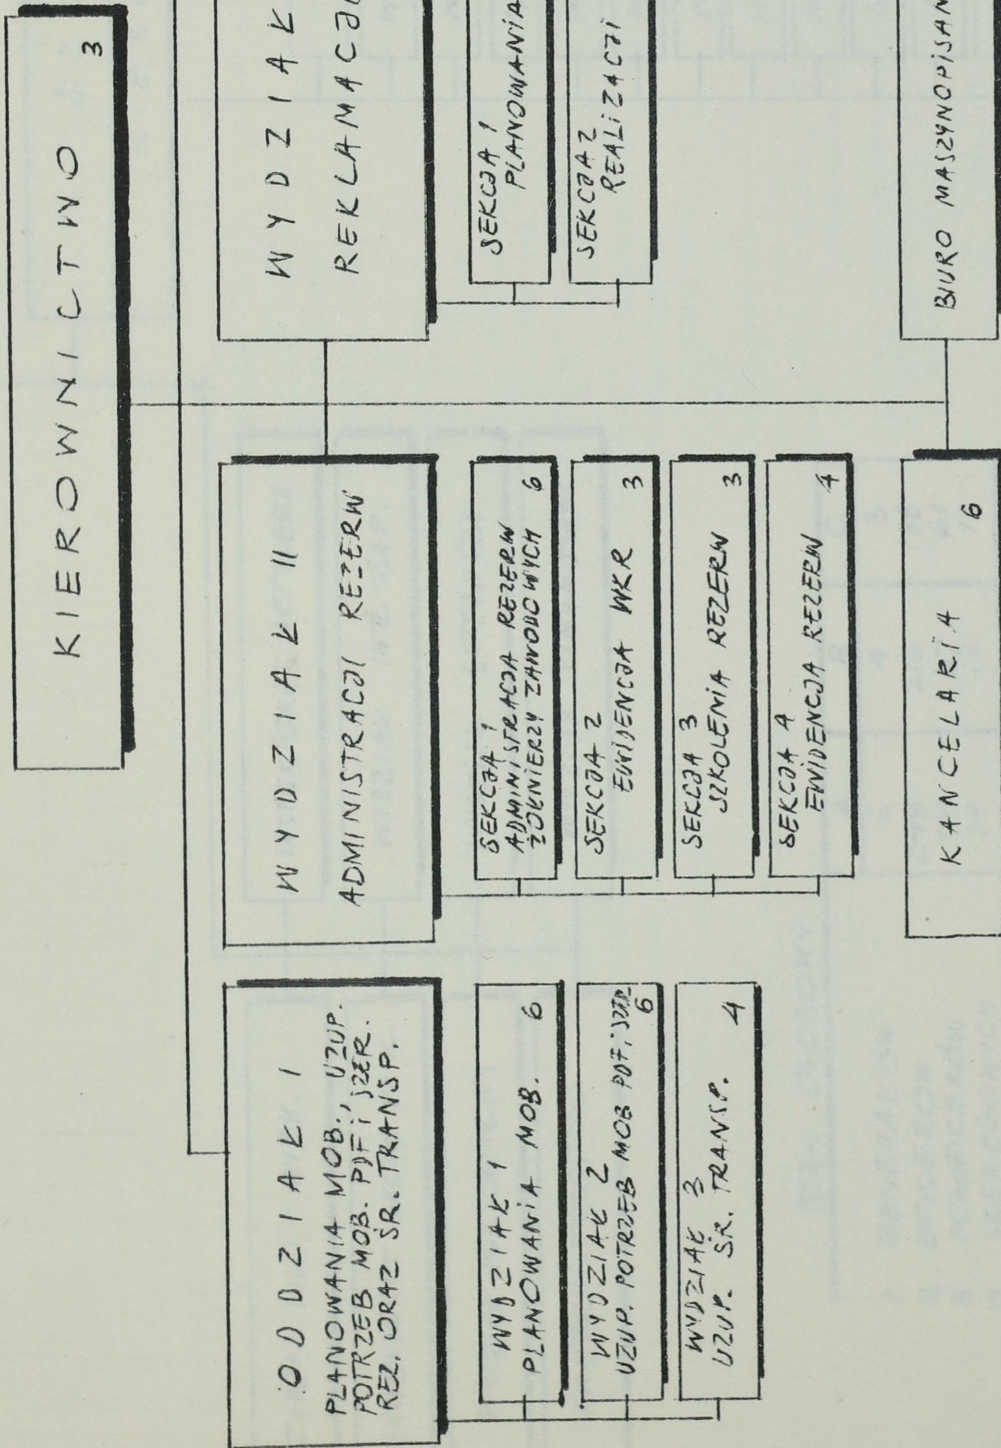 KIEROWNICTWO
3
ODDZIAŁ I
PLANOWANIA MOB., UZUP.
POTRZEB MOB. PDF i SZER.
REZ. ORAZ ŚR. TRANSP.
WYDZIAŁ 1
PLANOWANIA MOB.
6
WYDZIAŁ 2
UZUP. POTRZEB MOB PDF, SZER
6
WYDZIAŁ 3
UZUP. ŚR. TRANSP.
4
WYDZIAŁ II
ADMINISTRACJI REZERW
SEKCJA 1
ADMINISTRACJA REZERW
ŻOŁNIERZY ZAWODOWYCH
6
SEKCJA 2
EWIDENCJA WKR
3
SEKCJA 3
SZKOLENIA REZERW
3
SEKCJA 4
EWIDENCJA REZERW
4
WYDZIAŁ
REKLAMACJI
SEKCJA 1
PLANOWANIA
SEKCJA 2
REALIZACJI
KANCELARIA
6
BIURO MASZYNOPISAN